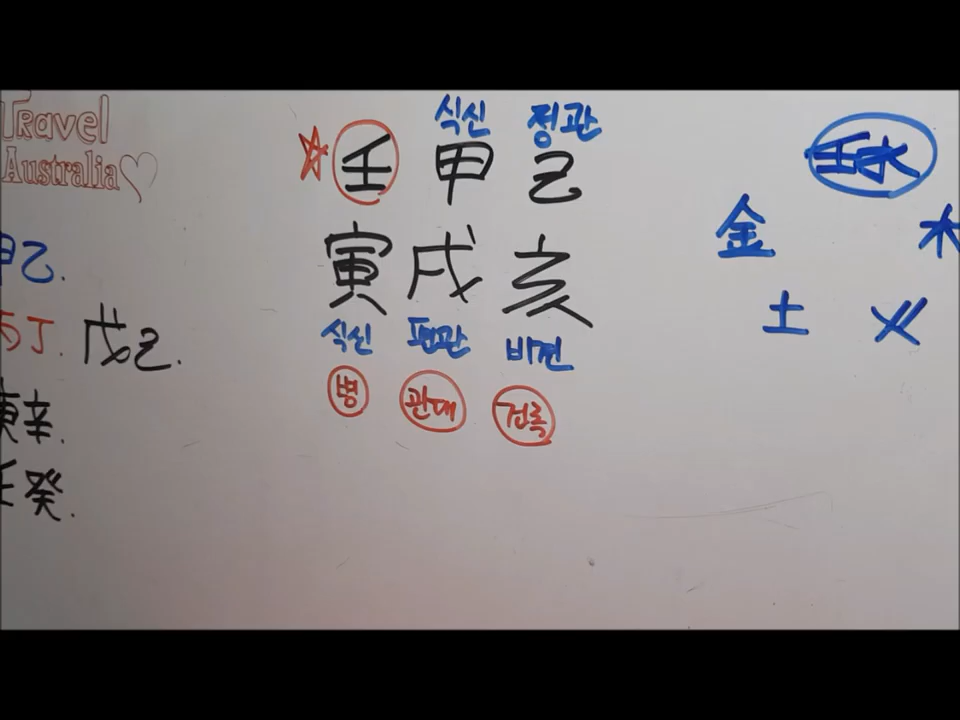 Travel
Australia
식신 정관
壬 甲 己
寅 戌 亥
식신 편관 비견
병 관대 건록
壬水
金 木
土 火
甲乙.
丙丁. 戊己.
庚辛.
壬癸.